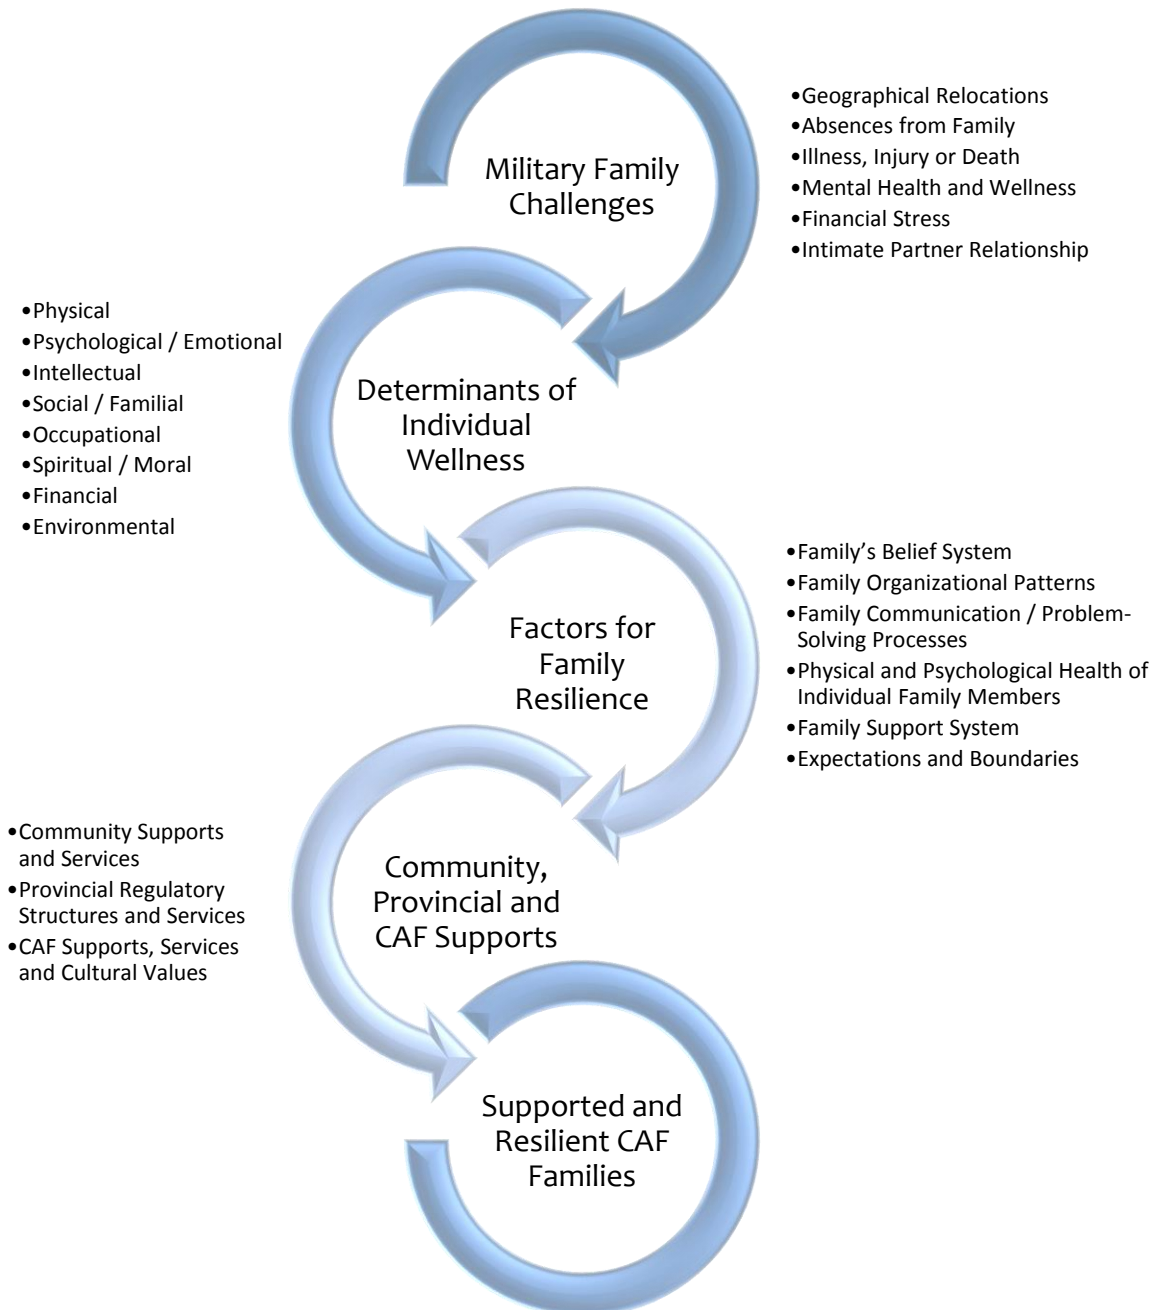 Military Family
Challenges
•Geographical Relocations
•Absences from Family
•Illness, Injury or Death
•Mental Health and Wellness
•Financial Stress
•Intimate Partner Relationship
Determinants of
Individual
Wellness
•Physical
•Psychological / Emotional
•Intellectual
•Social / Familial
•Occupational
•Spiritual / Moral
•Financial
•Environmental
Factors for
Family
Resilience
•Family’s Belief System
•Family Organizational Patterns
•Family Communication / Problem-
Solving Processes
•Physical and Psychological Health of
Individual Family Members
•Family Support System
•Expectations and Boundaries
Community,
Provincial and
CAF Supports
•Community Supports
and Services
•Provincial Regulatory
Structures and Services
•CAF Supports, Services
and Cultural Values
Supported and
Resilient CAF
Families